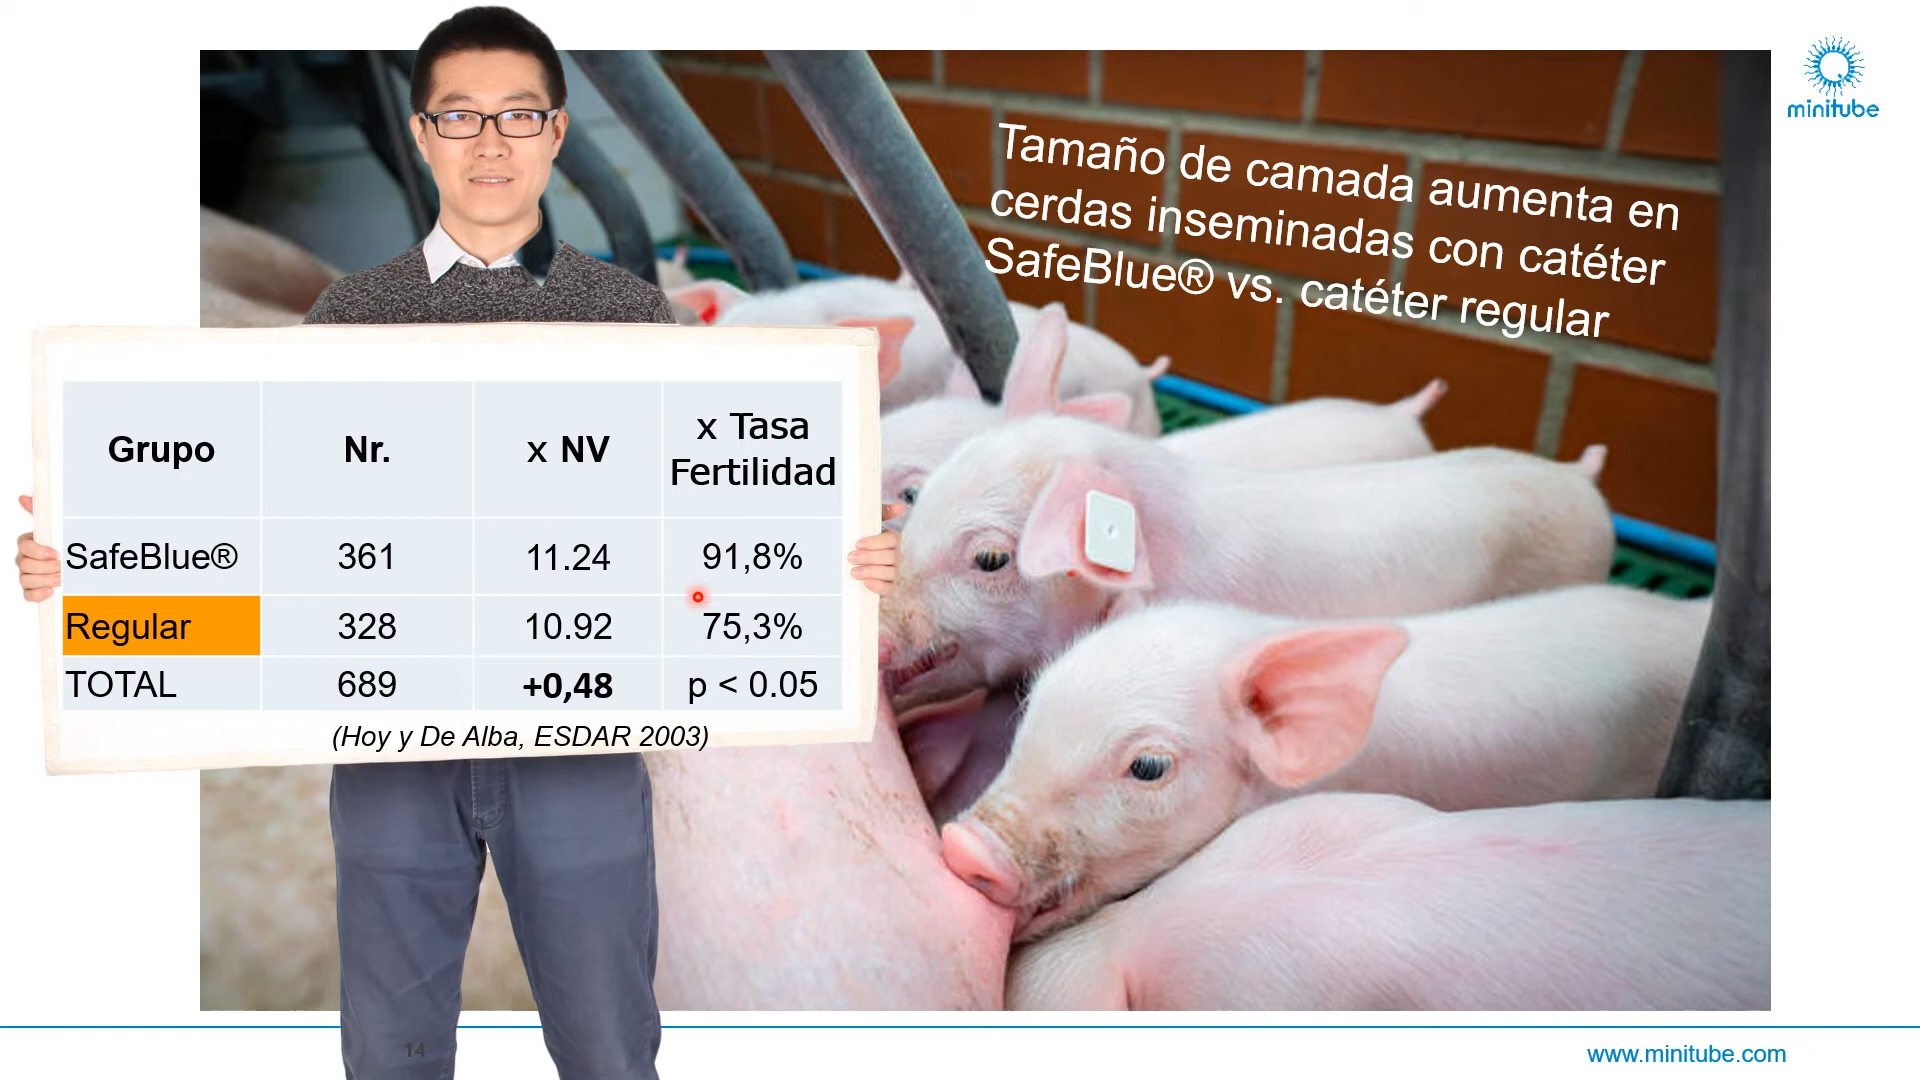 minitube
Tamaño de camada aumenta en
cerdas inseminadas con catéter
SafeBlue® vs. catéter regular
Grupo Nr. x NV x Tasa Fertilidad
SafeBlue® 361 11.24 91,8%
Regular 328 10.92 75,3%
TOTAL 689 +0,48 p < 0.05
(Hoy y De Alba, ESDAR 2003)
14
www.minitube.com